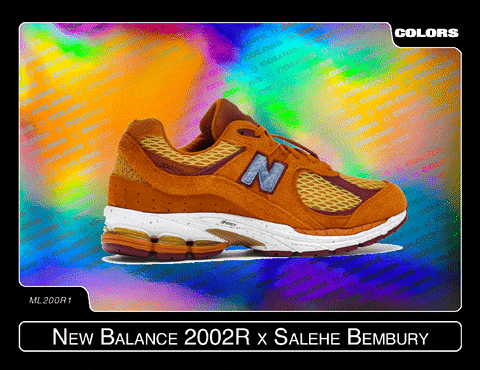 COLORS
N
ML200R1
NEW BALANCE 2002R X SALEHE BEMBURY